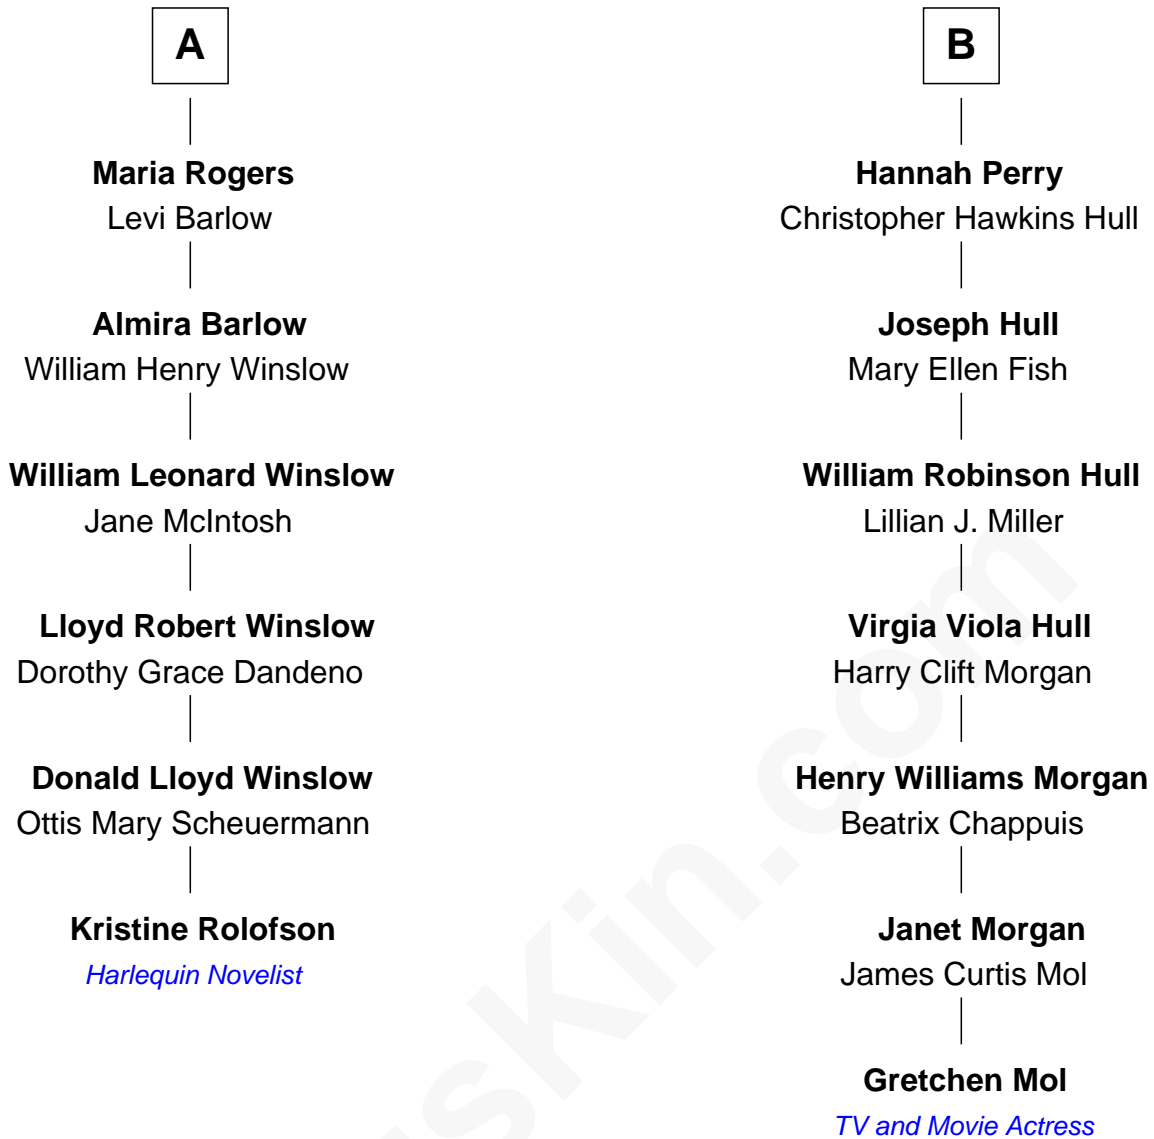 A
B
Maria Rogers
Levi Barlow
Hannah Perry
Christopher Hawkins Hull
Almira Barlow
William Henry Winslow
Joseph Hull
Mary Ellen Fish
William Leonard Winslow
Jane McIntosh
William Robinson Hull
Lillian J. Miller
Lloyd Robert Winslow
Dorothy Grace Dandeno
Virgia Viola Hull
Harry Clift Morgan
Donald Lloyd Winslow
Ottis Mary Scheuermann
Henry Williams Morgan
Beatrix Chappuis
Kristine Rolofson
Harlequin Novelist
Janet Morgan
James Curtis Mol
Gretchen Mol
TV and Movie Actress